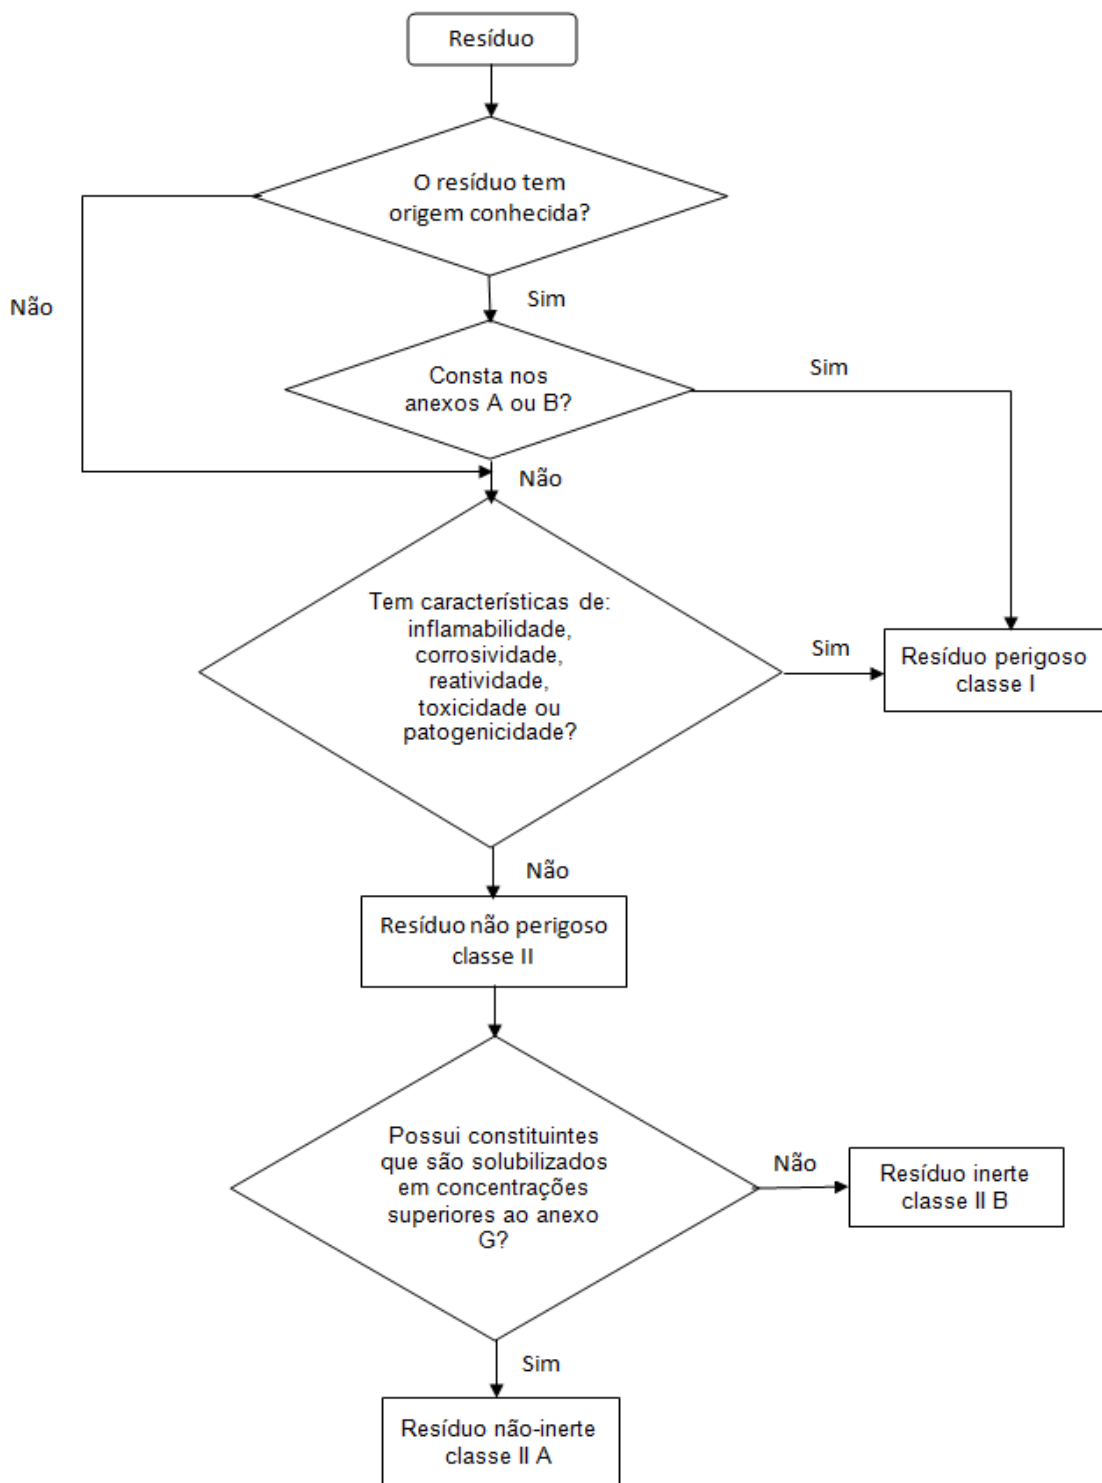 Resíduo
O resíduo tem
origem conhecida?
Não
Sim
Consta nos
anexos A ou B?
Sim
Não
Tem características de:
inflamabilidade,
corrosividade,
reatividade,
toxicidade ou
patogenicidade?
Sim
Resíduo perigoso
classe I
Não
Resíduo não perigoso
classe II
Possui constituintes
que são solubilizados
em concentrações
superiores ao anexo
G?
Não
Resíduo inerte
classe II B
Sim
Resíduo não-inerte
classe II A